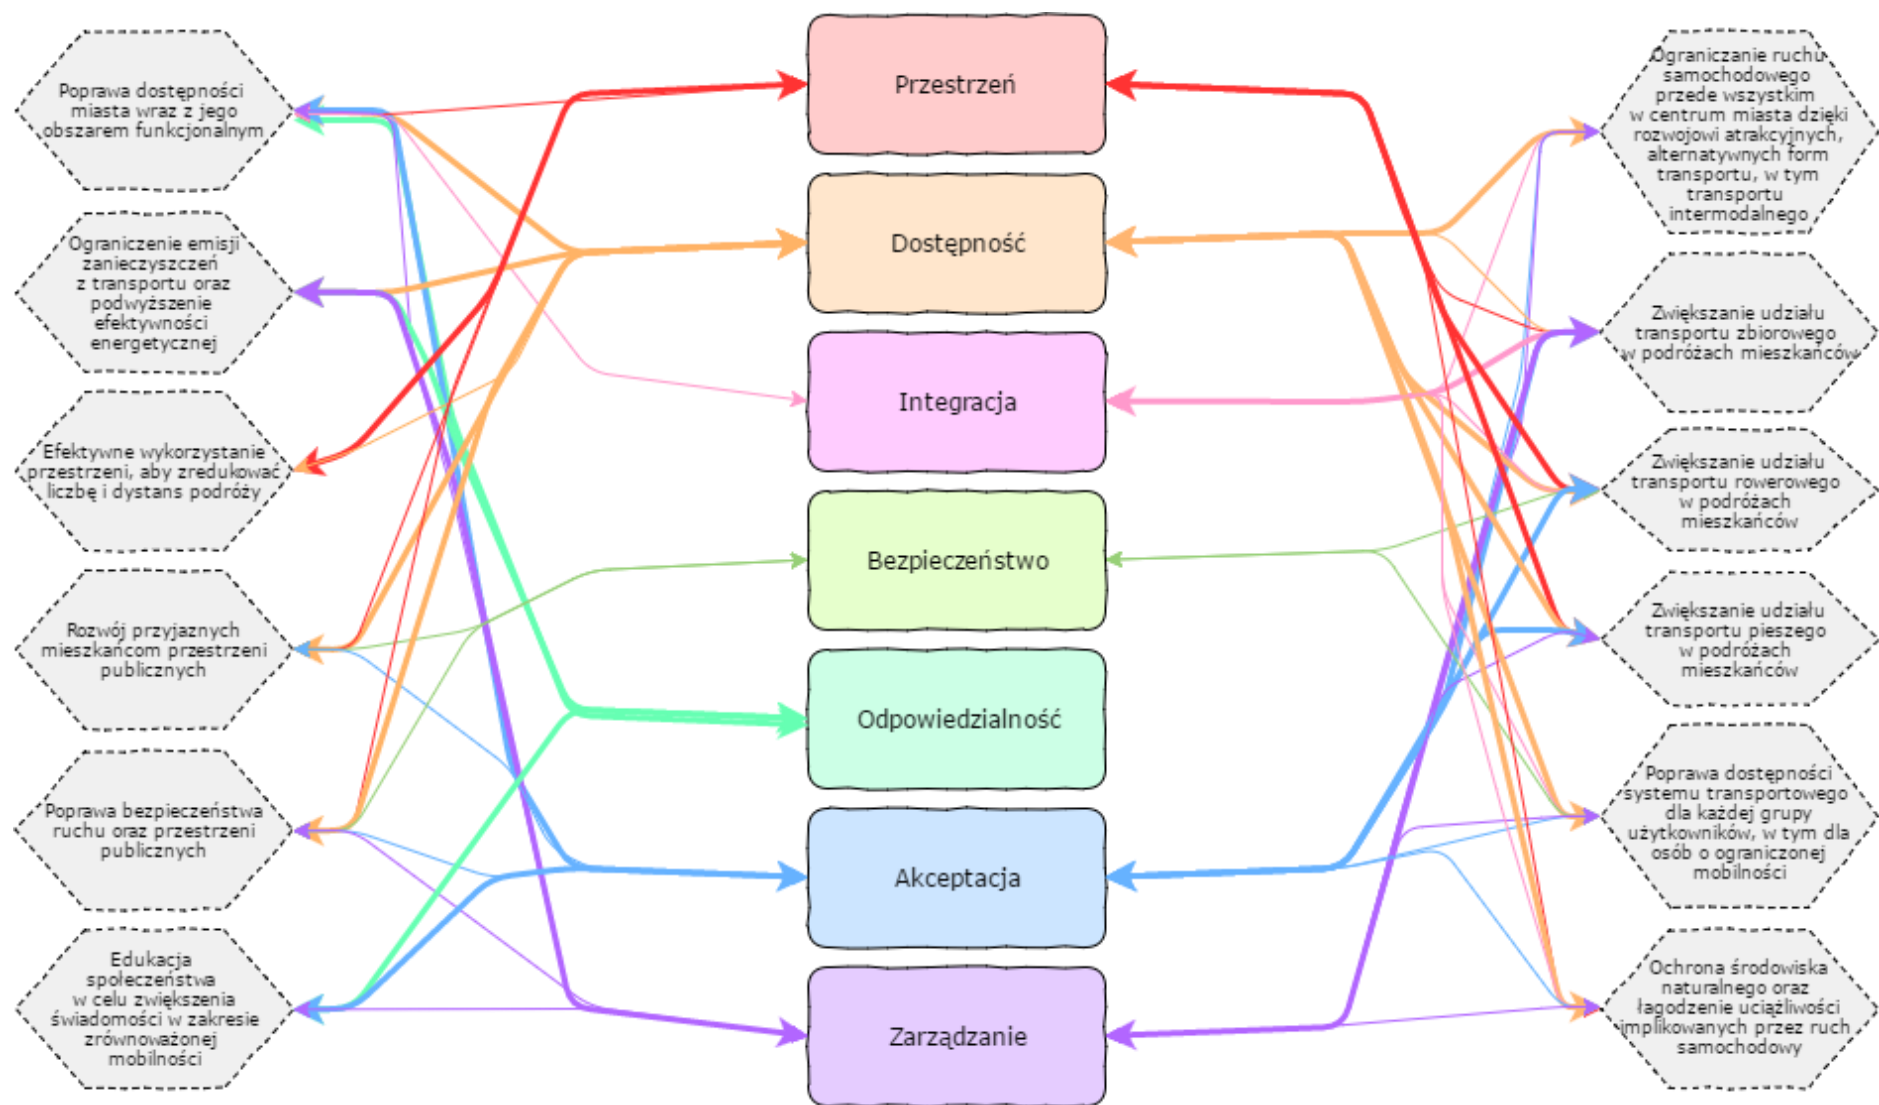 Poprawa dostępności
miasta wraz z jego
obszarem funkcjonalnym
Ograniczenie emisji
zanieczyszczeń
z transportu oraz
podwyższenie
efektywności
energetycznej
Efektywne wykorzystanie
przestrzeni, aby zredukować
liczbę i dystans podróży
Rozwój przyjaznych
mieszkańcom przestrzeni
publicznych
Poprawa bezpieczeństwa
ruchu oraz przestrzeni
publicznych
Edukacja
społeczeństwa
w celu zwiększenia
świadomości w zakresie
zrównoważonej
mobilności
Przestrzeń
Dostępność
Integracja
Bezpieczeństwo
Odpowiedzialność
Akceptacja
Zarządzanie
Ograniczanie ruchu
samochodowego
przede wszystkim
w centrum miasta dzięki
rozwojowi atrakcyjnych,
alternatywnych form
transportu, w tym
transportu
intermodalnego
Zwiększanie udziału
transportu zbiorowego
w podróżach mieszkańców
Zwiększanie udziału
transportu rowerowego
w podróżach
mieszkańców
Zwiększanie udziału
transportu pieszego
w podróżach
mieszkańców
Poprawa dostępności
systemu transportowego
dla każdej grupy
użytkowników, w tym dla
osób o ograniczonej
mobilności
Ochrona środowiska
naturalnego oraz
łagodzenie uciążliwości
implikowanych przez ruch
samochodowy